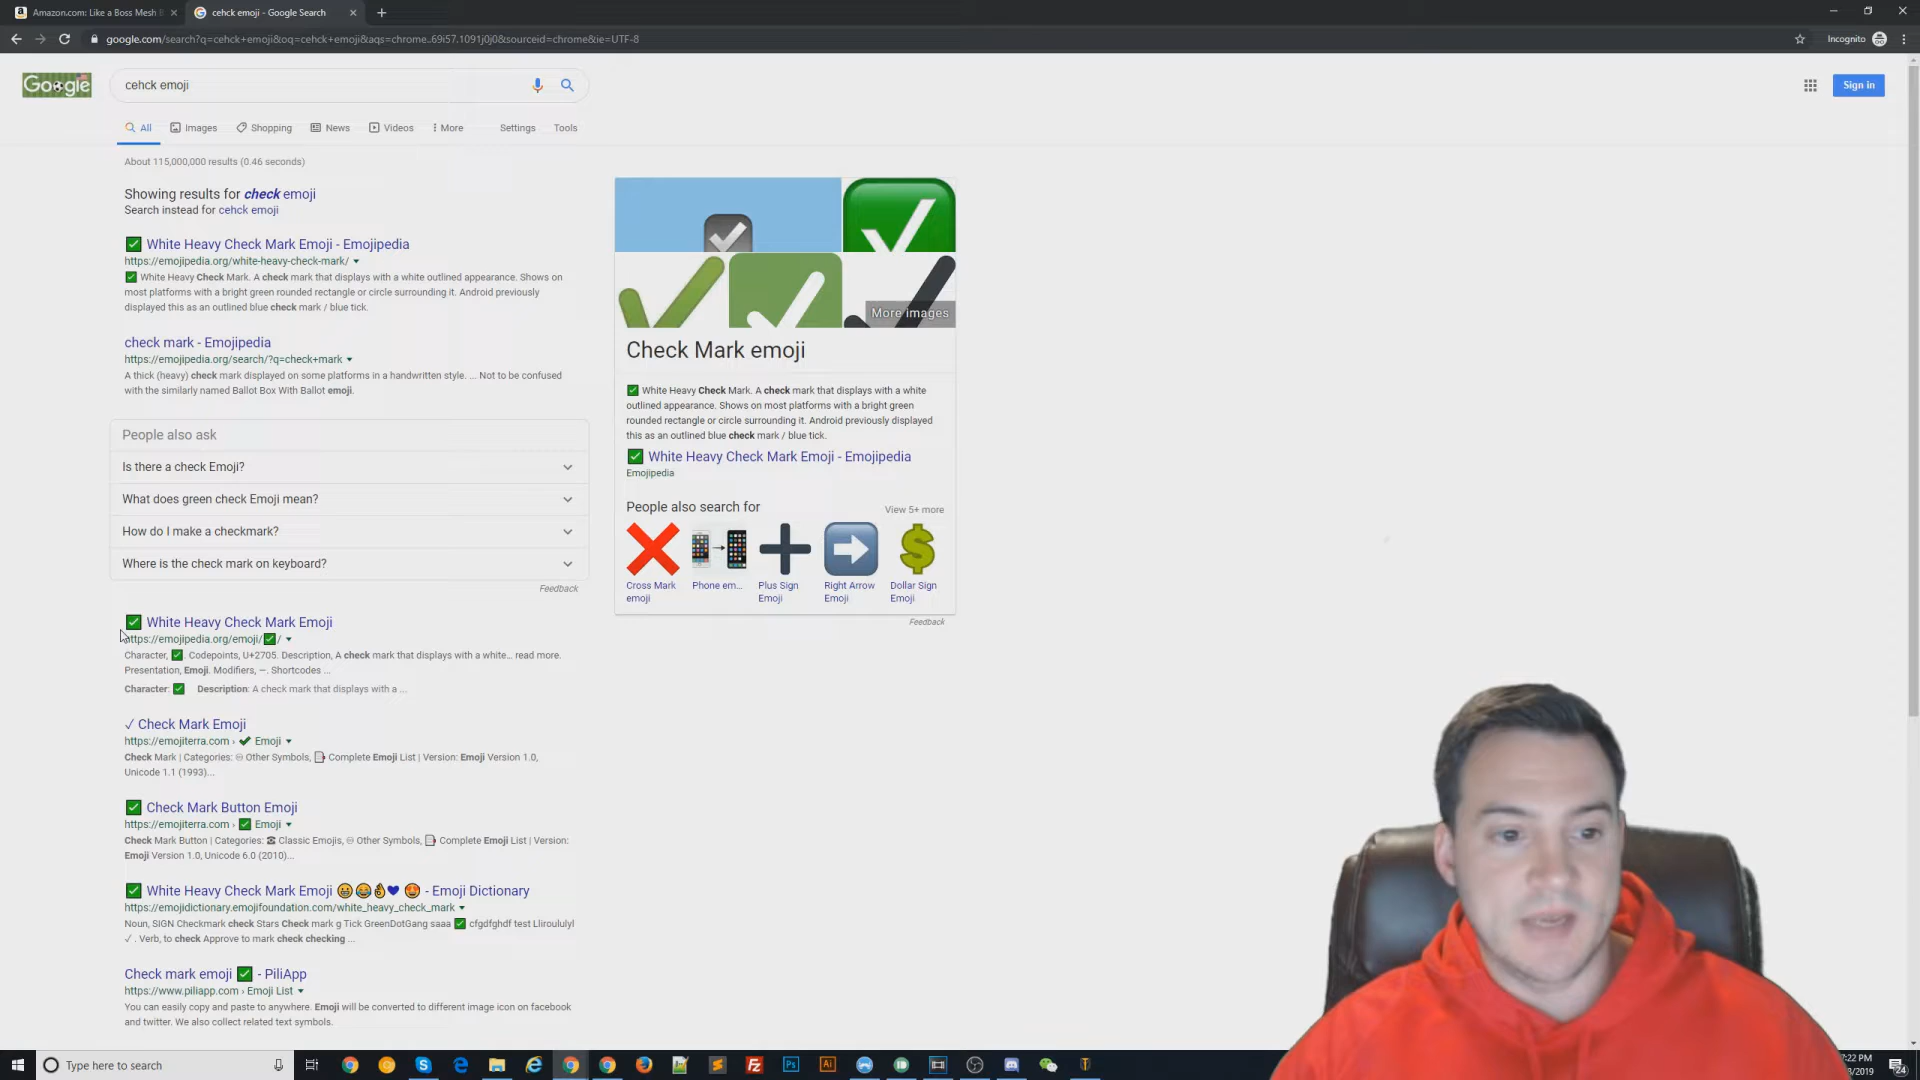 Amazon.com: Like a Boss Mesh B
cehck emoji - Google Search
google.com/search?q=cehck+emoji&oq=cehck+emoji&aqs=chrome..69i57.1091j0j0&sourceid=chrome&ie=UTF-8
Incognito
Google
cehck emoji
Sign in
All Images Shopping News Videos More Settings Tools
About 115,000,000 results (0.46 seconds)
Showing results for check emoji
Search instead for cehck emoji
✅ White Heavy Check Mark Emoji - Emojipedia
https://emojipedia.org/white-heavy-check-mark/
✅ White Heavy Check Mark. A check mark that displays with a white outlined appearance. Shows on
most platforms with a bright green rounded rectangle or circle surrounding it. Android previously
displayed this as an outlined blue check mark / blue tick.
check mark - Emojipedia
https://emojipedia.org/search/?q=check+mark
A thick (heavy) check mark displayed on some platforms in a handwritten style. ... Not to be confused
with the similarly named Ballot Box With Ballot emoji.
People also ask
Is there a check Emoji?
What does green check Emoji mean?
How do I make a checkmark?
Where is the check mark on keyboard?
Feedback
✅ White Heavy Check Mark Emoji
https://emojipedia.org/emoji/✅/
Character, ✅. Codepoints, U+2705. Description, A check mark that displays with a white... read more.
Presentation, Emoji. Modifiers, —. Shortcodes ...
Character: ✅ Description: A check mark that displays with a ...
✓ Check Mark Emoji
https://emojiterra.com › ✔ Emoji
Check Mark | Categories: ♾ Other Symbols, 📑 Complete Emoji List | Version: Emoji Version 1.0,
Unicode 1.1 (1993)...
✅ Check Mark Button Emoji
https://emojiterra.com › ✅ Emoji
Check Mark Button | Categories: ☎ Classic Emojis, ♾ Other Symbols, 📑 Complete Emoji List | Version:
Emoji Version 1.0, Unicode 6.0 (2010)...
✅ White Heavy Check Mark Emoji 😀😂👌💙 🤩 - Emoji Dictionary
https://emojidictionary.emojifoundation.com/white_heavy_check_mark
Noun, SIGN Checkmark check Stars Check mark g Tick GreenDotGang saaa ✅ cfgdfghdf test Lliroululyl
✓ . Verb, to check Approve to mark check checking ...
Check mark emoji ✅ - PiliApp
https://www.piliapp.com › Emoji List
You can easily copy and paste to anywhere. Emoji will be converted to different image icon on facebook
and twitter. We also collect related text symbols.
More images
Check Mark emoji
✅ White Heavy Check Mark. A check mark that displays with a white
outlined appearance. Shows on most platforms with a bright green
rounded rectangle or circle surrounding it. Android previously displayed
this as an outlined blue check mark / blue tick.
✅ White Heavy Check Mark Emoji - Emojipedia
Emojipedia
People also search for
View 5+ more
Cross Mark emoji
Phone em...
Plus Sign Emoji
Right Arrow Emoji
Dollar Sign Emoji
Feedback
Type here to search
Ps
Ai
:22 PM
8/2019
24